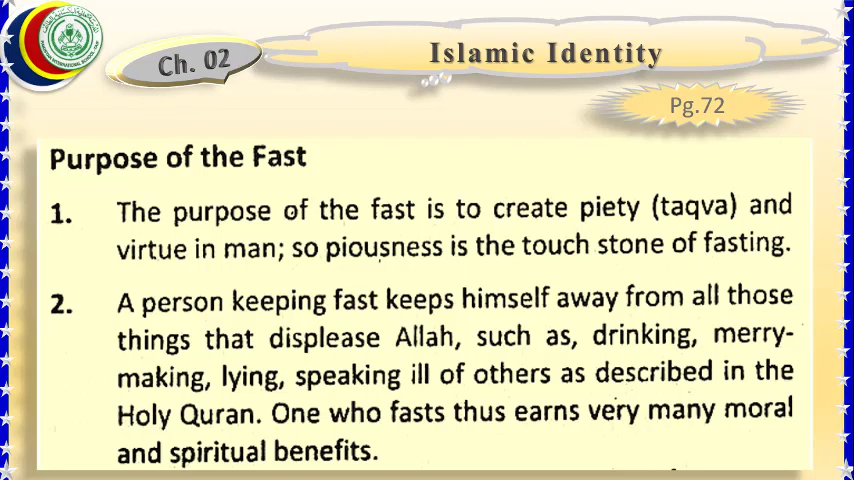 Ch. 02
Islamic Identity
Pg.72
Purpose of the Fast
1. The purpose of the fast is to create piety (taqva) and
virtue in man; so piousness is the touch stone of fasting.
2. A person keeping fast keeps himself away from all those
things that displease Allah, such as, drinking, merry-
making, lying, speaking ill of others as described in the
Holy Quran. One who fasts thus earns very many moral
and spiritual benefits.